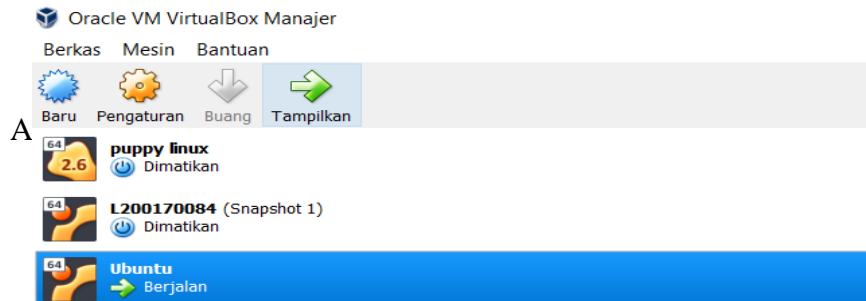 Oracle VM VirtualBox Manajer
Berkas Mesin Bantuan
Baru Pengaturan Buang Tampilkan
A
64 2.6 puppy linux
Dimatikan
64 L200170084 (Snapshot 1)
Dimatikan
64 Ubuntu
Berjalan